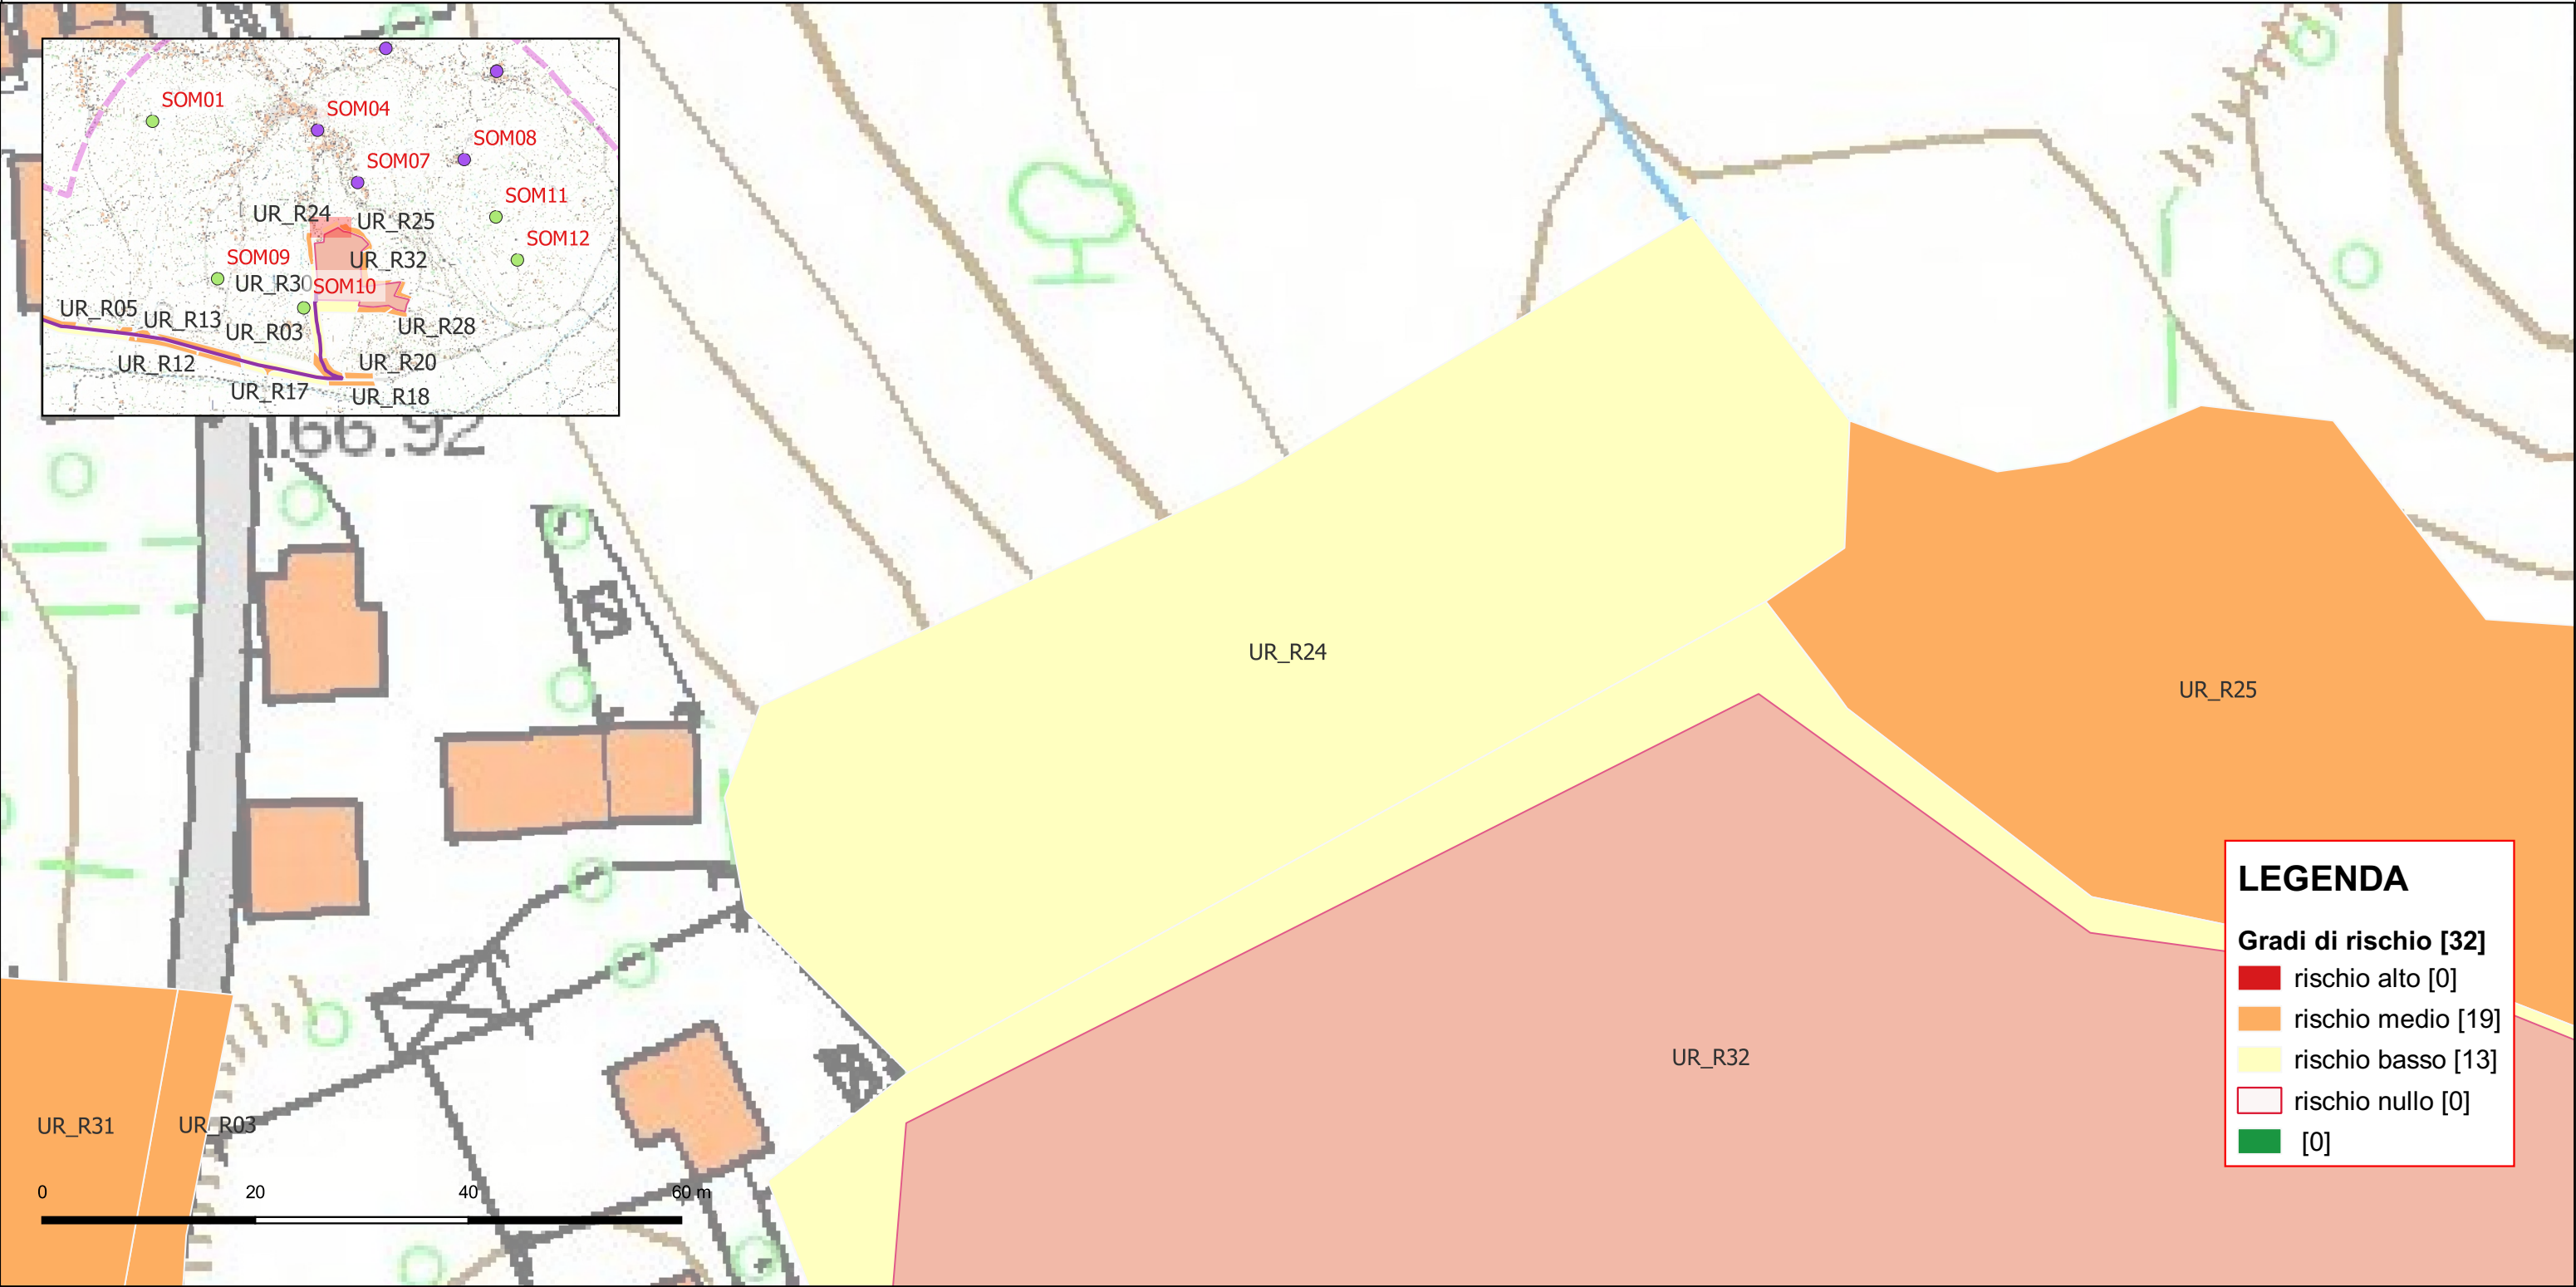 SOM01
SOM04
SOM08
SOM07
SOM11
UR_R24
UR_R25
SOM12
SOM09
UR_R32
UR_R30
SOM10
UR_R05
UR_R13
UR_R03
UR_R28
UR_R12
UR_R20
UR_R17
UR_R18
66.92
UR_R24
UR_R25
UR_R32
UR_R31
UR_R03
0 20 40 60 m
LEGENDA
Gradi di rischio [32]
rischio alto [0]
rischio medio [19]
rischio basso [13]
rischio nullo [0]
[0]